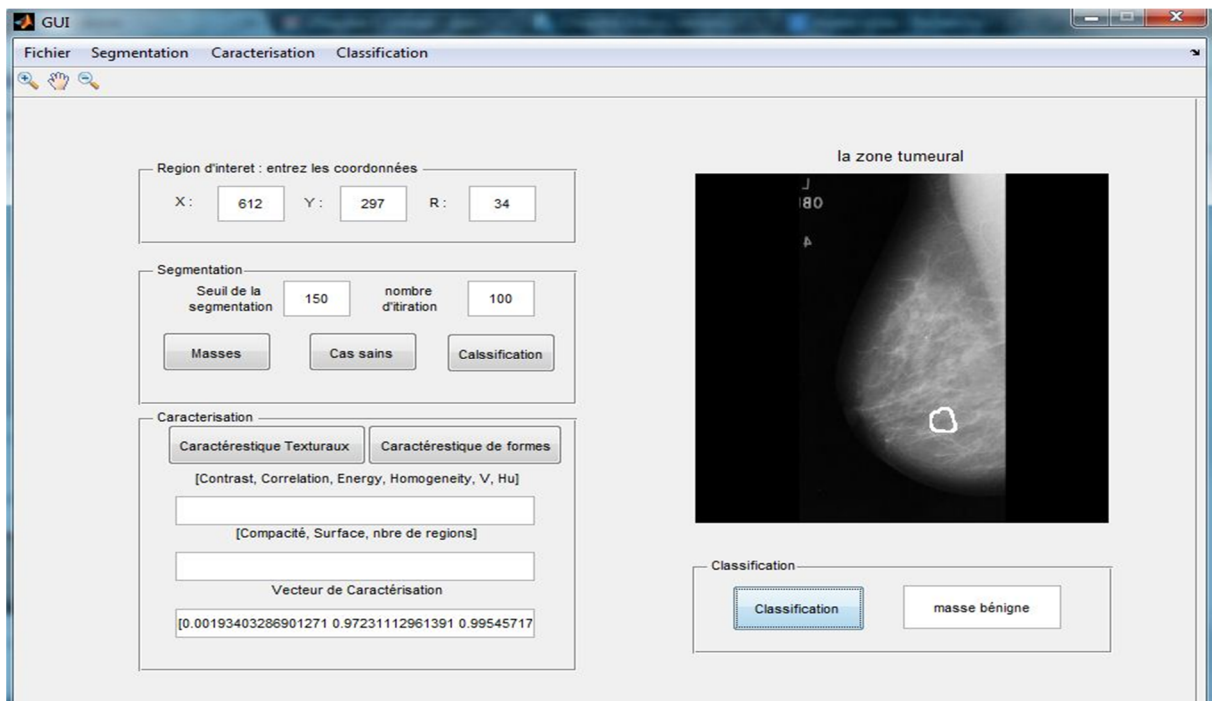 GUI
Fichier Segmentation Caracterisation Classification
Region d'interet : entrez les coordonnées
X : 612 Y : 297 R : 34
Segmentation
Seuil de la
segmentation
150
nombre
d'itiration
100
Masses Cas sains Calssification
Caracterisation
Caractérestique Texturaux Caractérestique de formes
[Contrast, Correlation, Energy, Homogeneity, V, Hu]
[Compacité, Surface, nbre de regions]
Vecteur de Caractérisation
[0.00193403286901271 0.97231112961391 0.99545717
la zone tumeural
Classification
Classification masse bénigne